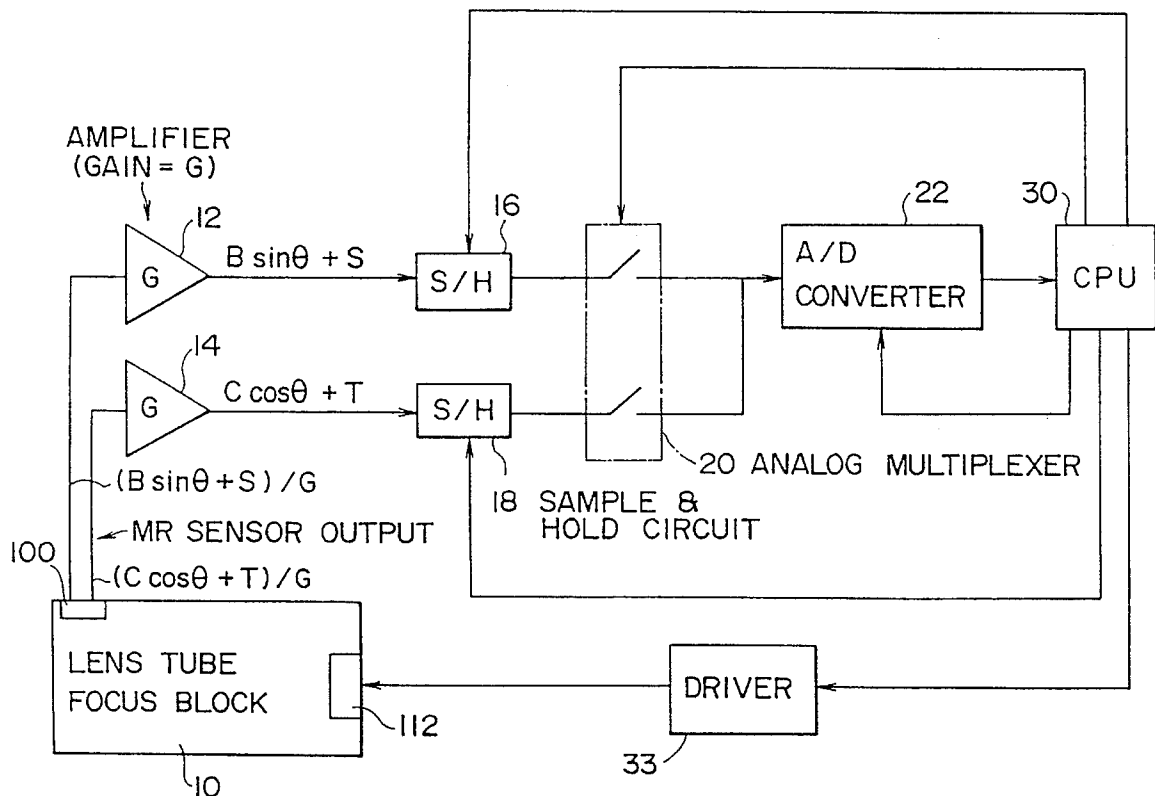 AMPLIFIER
(GAIN = G)
12
G
B sinθ + S
16
S/H
22
A/D
CONVERTER
30
CPU
14
G
C cosθ + T
S/H
20 ANALOG MULTIPLEXER
18 SAMPLE &
HOLD CIRCUIT
(B sinθ + S) / G
MR SENSOR OUTPUT
100
(C cosθ + T) / G
LENS TUBE
FOCUS BLOCK
112
10
DRIVER
33